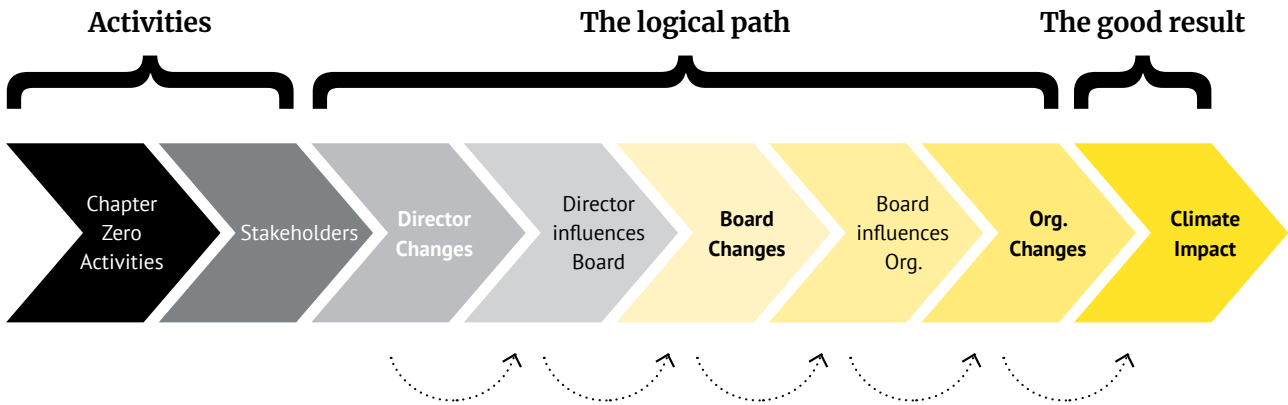 Activities
The logical path
The good result
Chapter
Zero
Activities
Stakeholders
Director
Changes
Director
influences
Board
Board
Changes
Board
influences
Org.
Org.
Changes
Climate
Impact